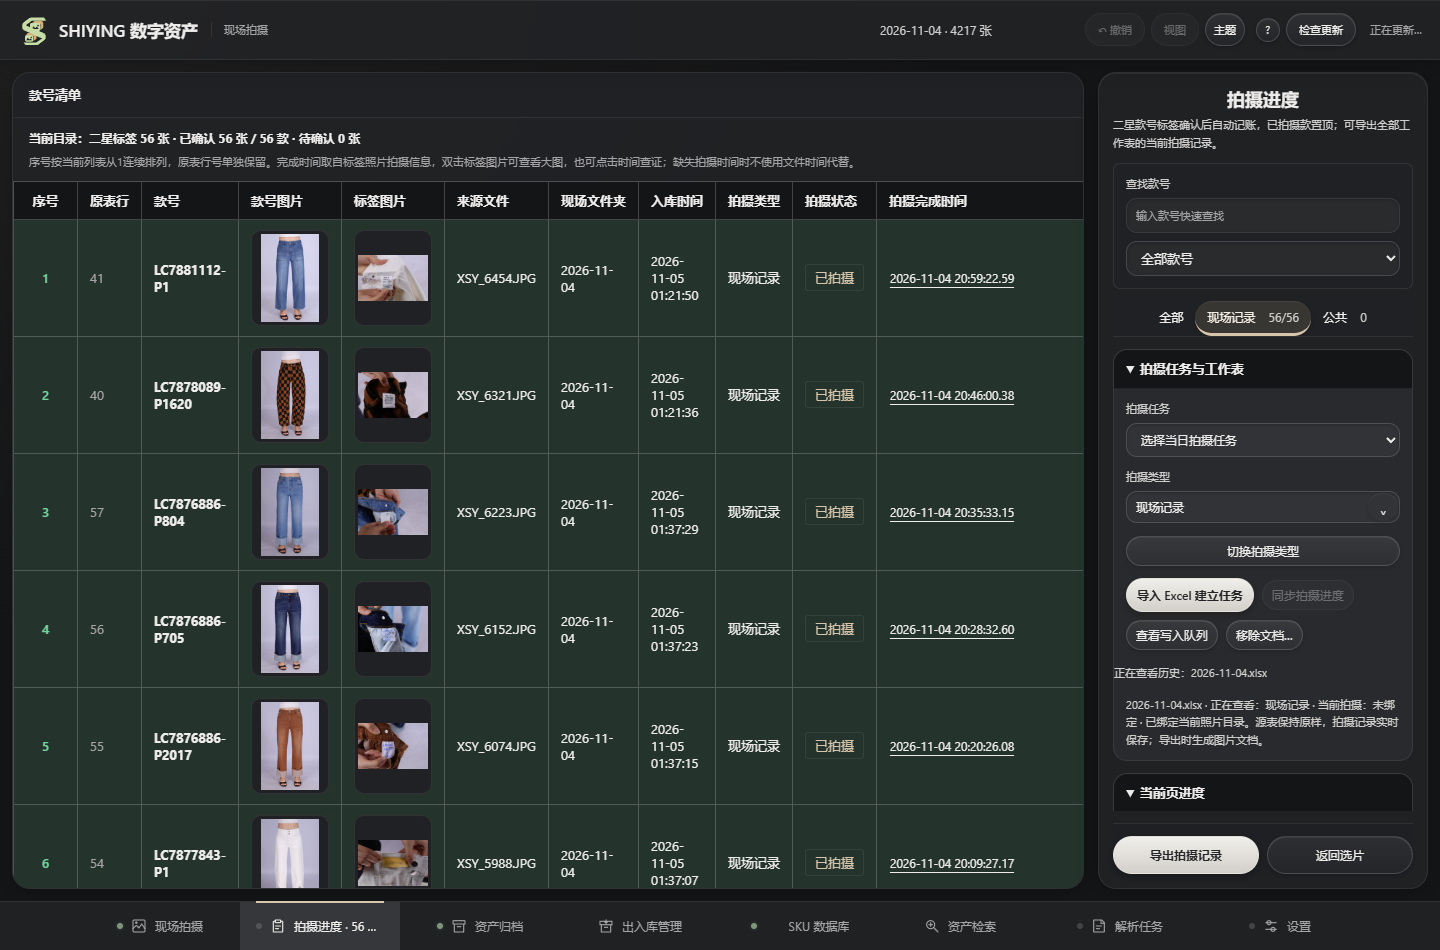 SHIYING 数字资产
现场拍摄
2026-11-04 · 4217 张
撤销
视图
主题
?
检查更新
正在更新...
款号清单
当前目录：二星标签 56 张 · 已确认 56 张 / 56 款 · 待确认 0 张
序号按当前列表从1连续排列，原表行号单独保留。完成时间取自标签照片拍摄信息，双击标签图片可查看大图，也可点击时间查证；缺失拍摄时间时不使用文件时间代替。
序号 原表行 款号 款号图片 标签图片 来源文件 现场文件夹 入库时间 拍摄类型 拍摄状态 拍摄完成时间
1 41 LC7881112-P1 XSY_6454.JPG 2026-11-04 2026-11-05 01:21:50 现场记录 已拍摄 2026-11-04 20:59:22.59
2 40 LC7878089-P1620 XSY_6321.JPG 2026-11-04 2026-11-05 01:21:36 现场记录 已拍摄 2026-11-04 20:46:00.38
3 57 LC7876886-P804 XSY_6223.JPG 2026-11-04 2026-11-05 01:37:29 现场记录 已拍摄 2026-11-04 20:35:33.15
4 56 LC7876886-P705 XSY_6152.JPG 2026-11-04 2026-11-05 01:37:23 现场记录 已拍摄 2026-11-04 20:28:32.60
5 55 LC7876886-P2017 XSY_6074.JPG 2026-11-04 2026-11-05 01:37:15 现场记录 已拍摄 2026-11-04 20:20:26.08
6 54 LC7877843-P1 XSY_5988.JPG 2026-11-04 2026-11-05 01:37:07 现场记录 已拍摄 2026-11-04 20:09:27.17
拍摄进度
二星款号标签确认后自动记账，已拍摄款置顶；可导出全部工
作表的当前拍摄记录。
查找款号
输入款号快速查找
全部款号
全部 现场记录 56/56 公共 0
▼ 拍摄任务与工作表
拍摄任务
选择当日拍摄任务
拍摄类型
现场记录
切换拍摄类型
导入 Excel 建立任务 同步拍摄进度
查看写入队列 移除文档...
正在查看历史：2026-11-04.xlsx
2026-11-04.xlsx · 正在查看：现场记录 · 当前拍摄：未绑
定 · 已绑定当前照片目录。源表保持原样，拍摄记录实时
保存；导出时生成图片文档。
▼ 当前页进度
导出拍摄记录 返回选片
现场拍摄
拍摄进度 · 56 ...
资产归档
出入库管理
SKU 数据库
资产检索
解析任务
设置